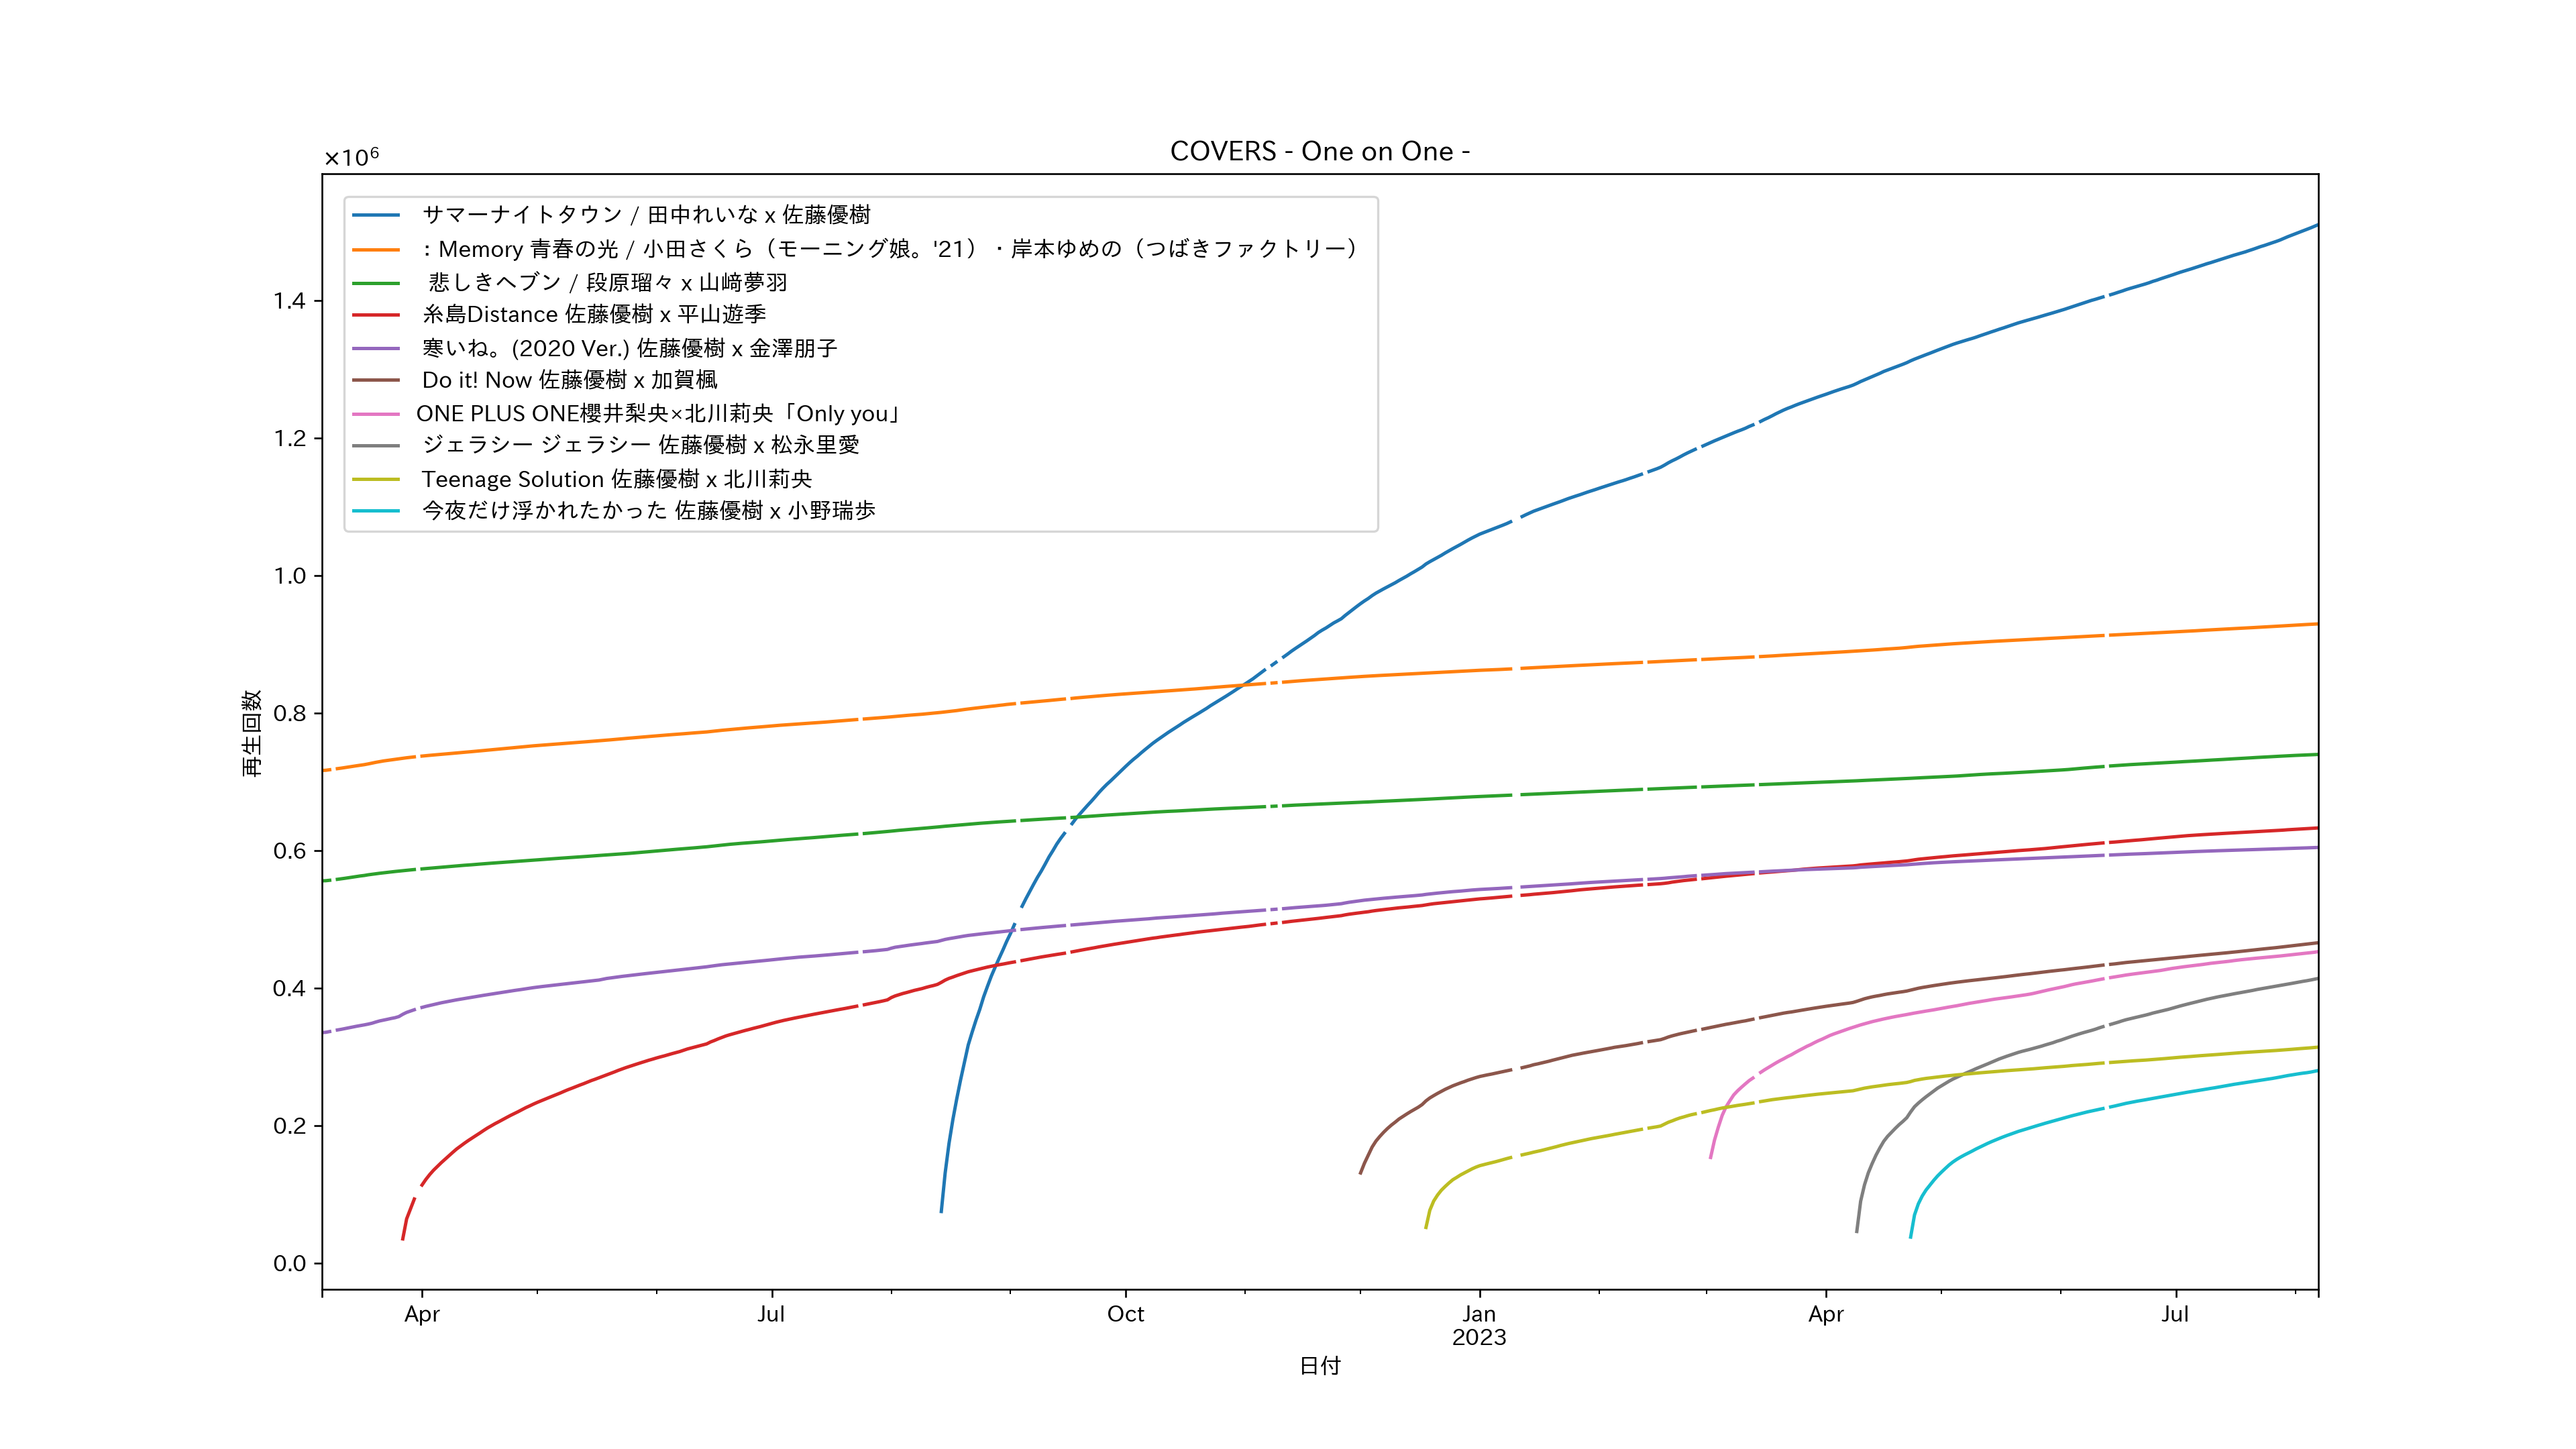 COVERS - One on One -
×10⁶
サマーナイトタウン / 田中れいな x 佐藤優樹
: Memory 青春の光 / 小田さくら（モーニング娘。'21）・岸本ゆめの（つばきファクトリー）
悲しきヘブン / 段原瑠々 x 山﨑夢羽
糸島Distance 佐藤優樹 x 平山遊季
寒いね。(2020 Ver.) 佐藤優樹 x 金澤朋子
Do it! Now 佐藤優樹 x 加賀楓
ONE PLUS ONE櫻井梨央×北川莉央「Only you」
ジェラシー ジェラシー 佐藤優樹 x 松永里愛
Teenage Solution 佐藤優樹 x 北川莉央
今夜だけ浮かれたかった 佐藤優樹 x 小野瑞歩
1.4
1.2
1.0
0.8
0.6
0.4
0.2
0.0
再生回数
Apr Jul Oct Jan Apr Jul
2023
日付